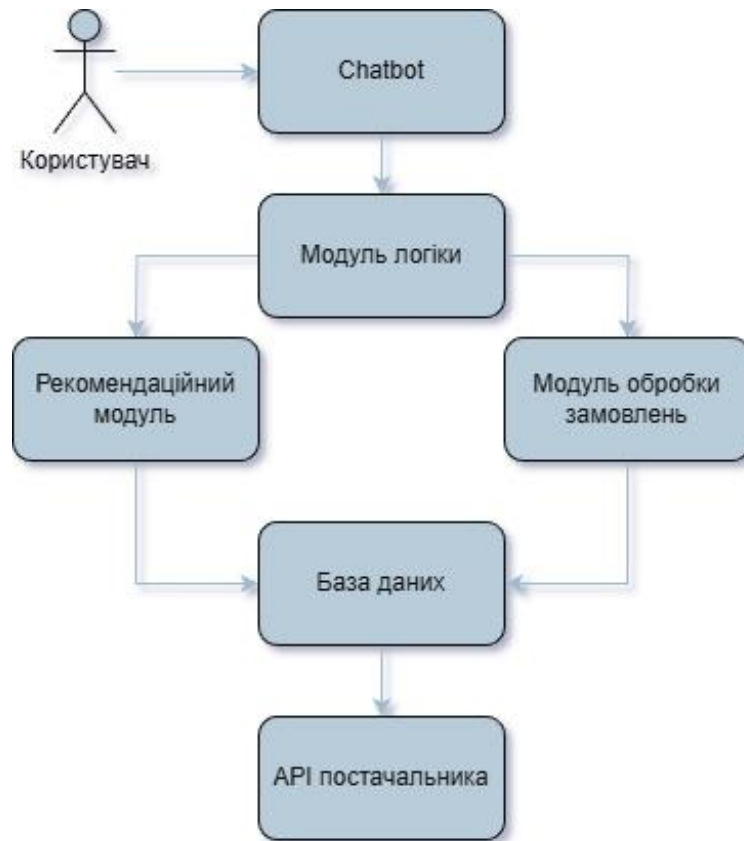 Chatbot
Користувач
Модуль логіки
Рекомендаційний
модуль
Модуль обробки
замовлень
База даних
API постачальника